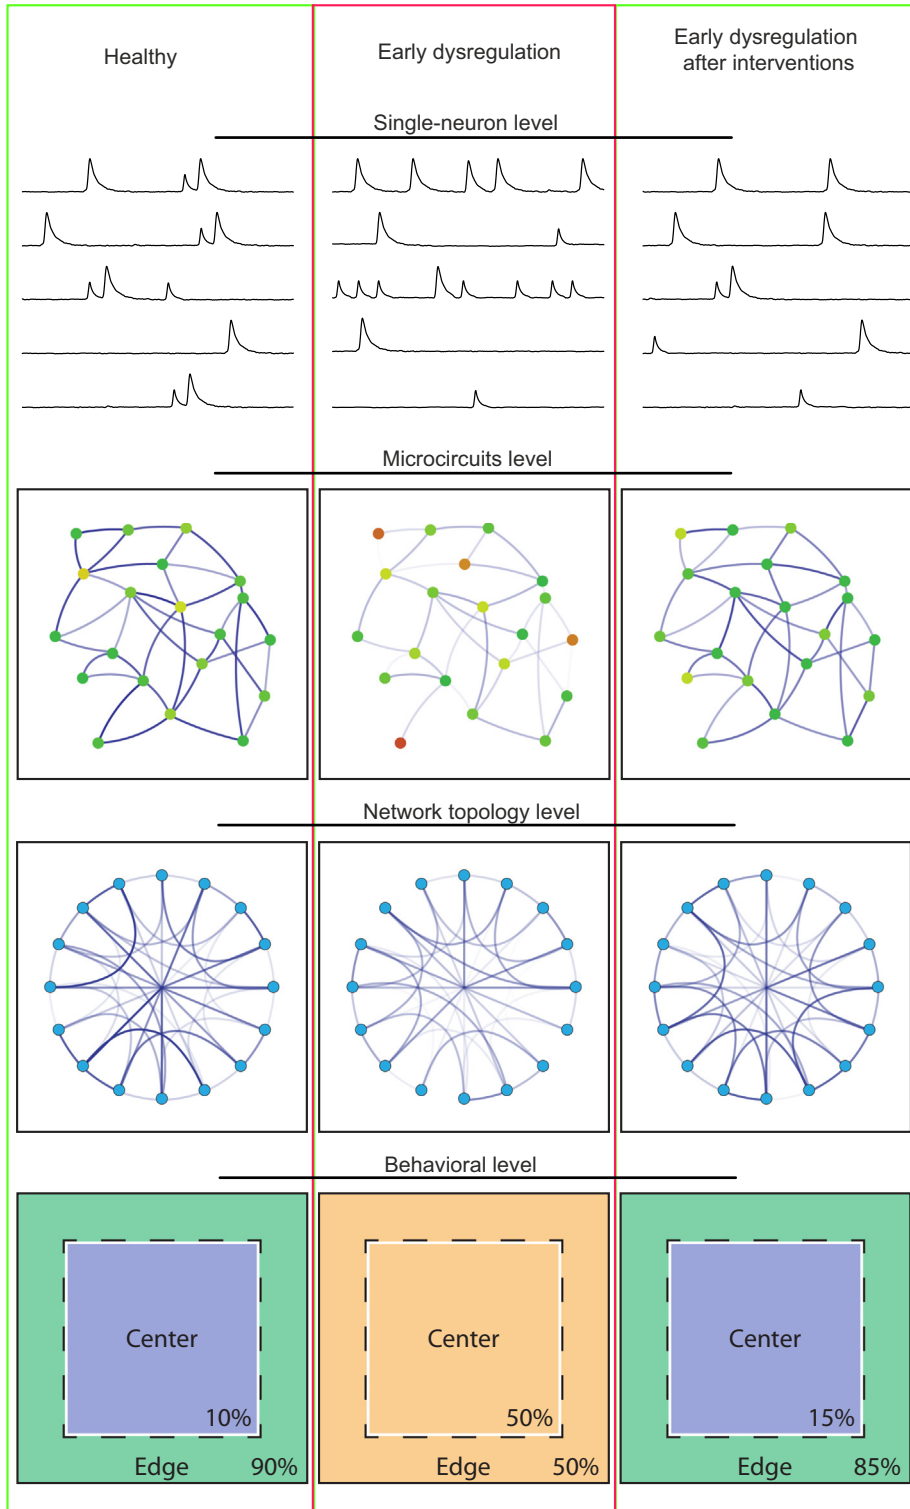 Healthy
Early dysregulation
Early dysregulation
after interventions
Single-neuron level
Microcircuits level
Network topology level
Behavioral level
Center
10%
Edge
90%
Center
50%
Edge
50%
Center
15%
Edge
85%